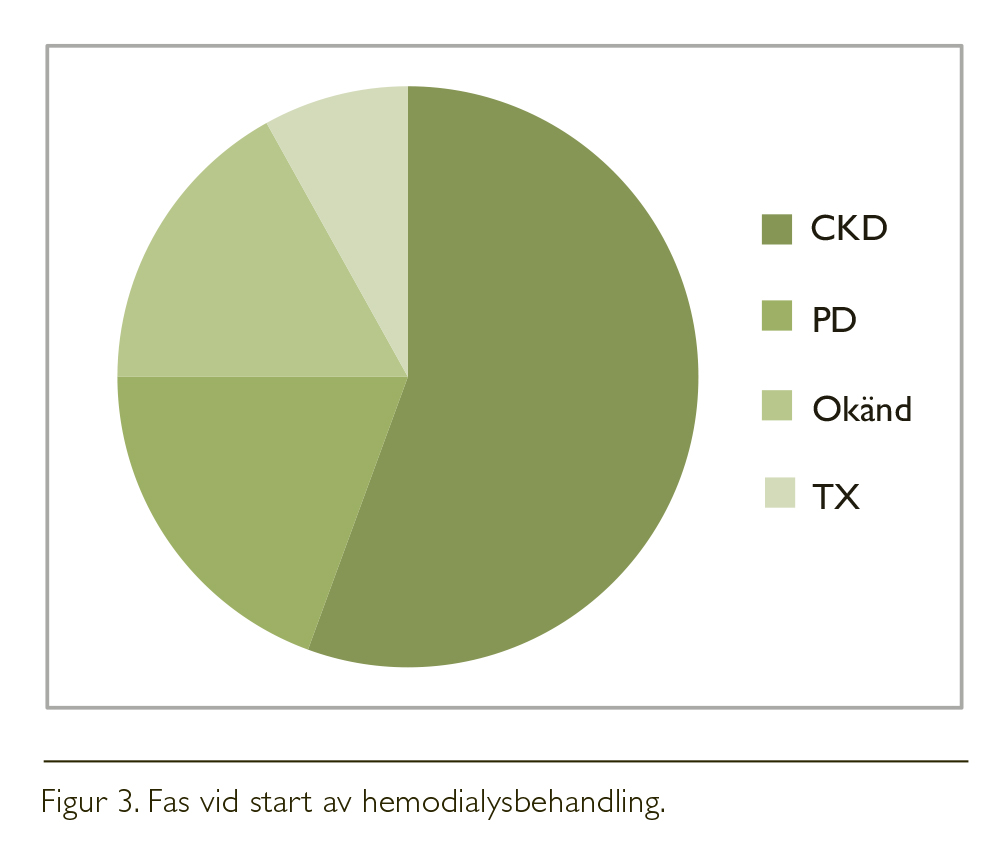 CKD
PD
Okänd
TX
Figur 3. Fas vid start av hemodialysbehandling.